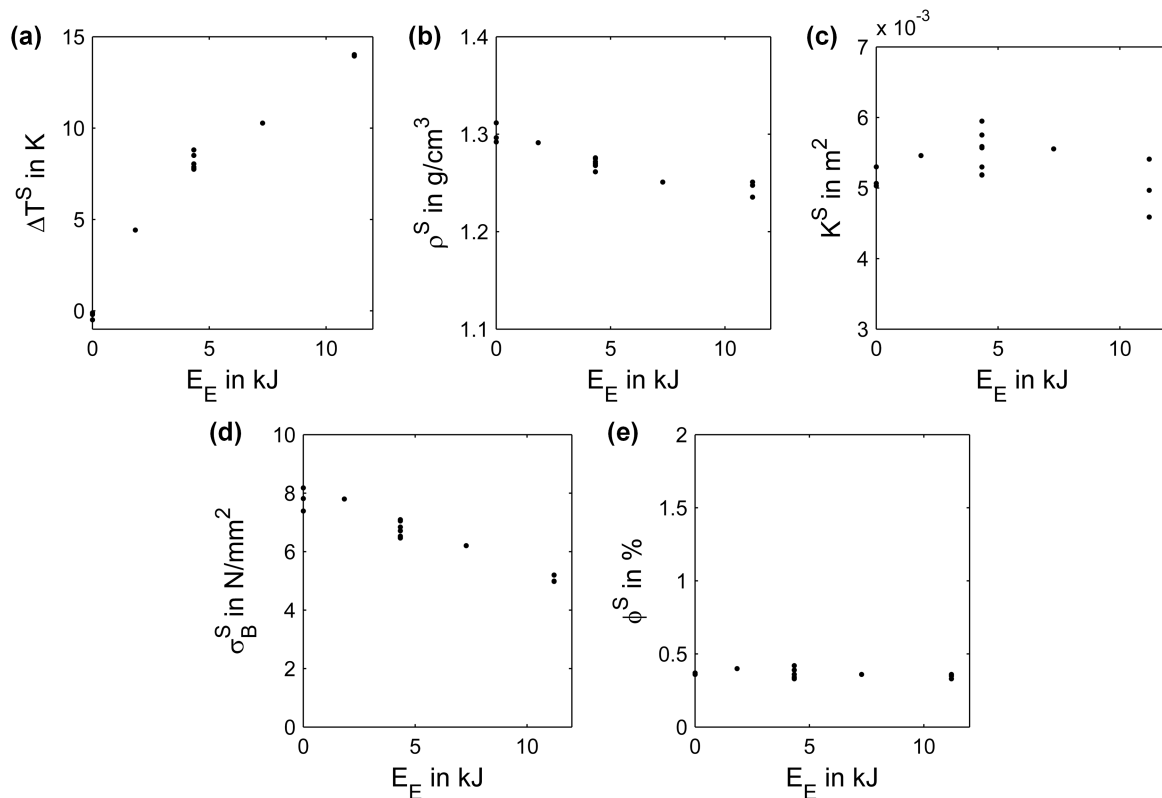 (a)
15
10
5
0
ΔT^S in K
0 5 10
E_E in kJ
(b)
1.4
1.3
1.2
1.1
ρ^S in g/cm^3
0 5 10
E_E in kJ
(c)
x 10^-3
7
6
5
4
3
K^S in m^2
0 5 10
E_E in kJ
(d)
10
8
6
4
2
0
σ_B^S in N/mm^2
0 5 10
E_E in kJ
(e)
2
1.5
1
0.5
0
ϕ^S in %
0 5 10
E_E in kJ